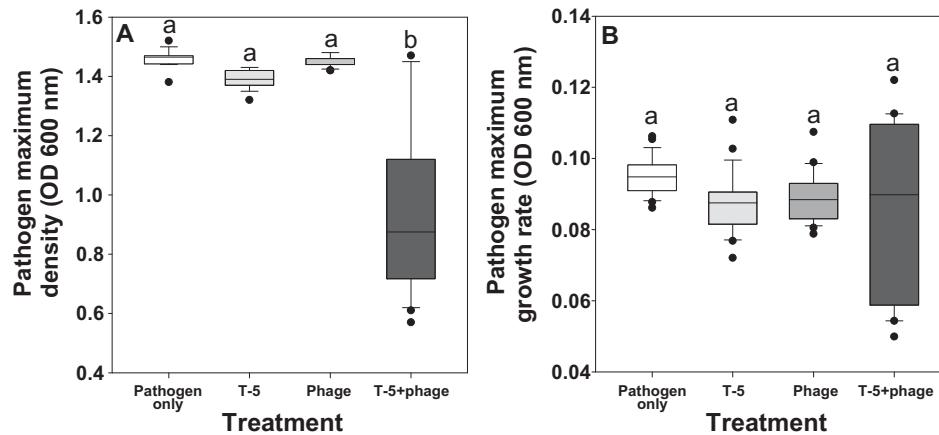 A
Pathogen maximum
density (OD 600 nm)
1.6
1.4
1.2
1.0
0.8
0.6
0.4
a
a
a
b
Pathogen
only
T-5
Phage
T-5+phage
Treatment
B
Pathogen maximum
growth rate (OD 600 nm)
0.14
0.12
0.10
0.08
0.06
0.04
a
a
a
a
Pathogen
only
T-5
Phage
T-5+phage
Treatment